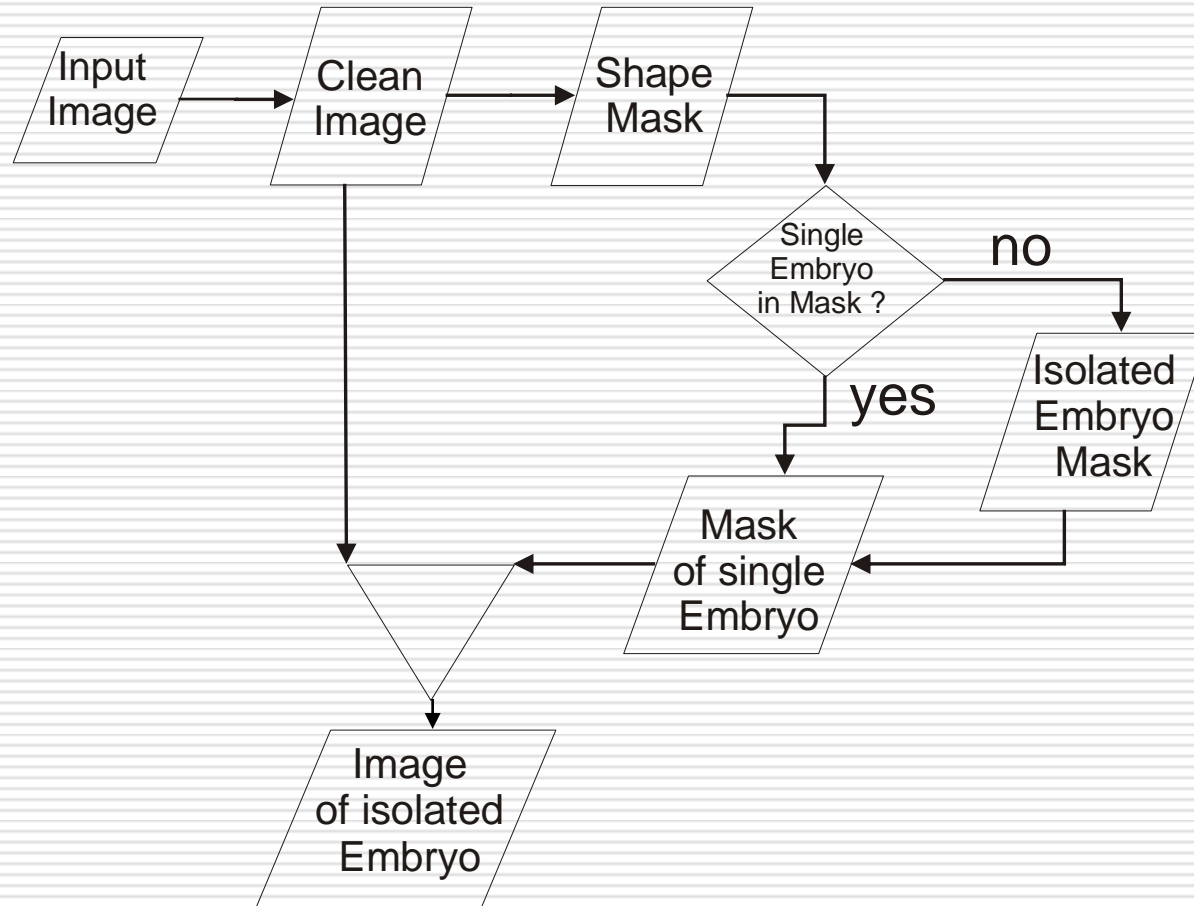 Input
Image
Clean
Image
Shape
Mask
Single
Embryo
in Mask ?
no
yes
Isolated
Embryo
Mask
Mask
of single
Embryo
Image
of isolated
Embryo